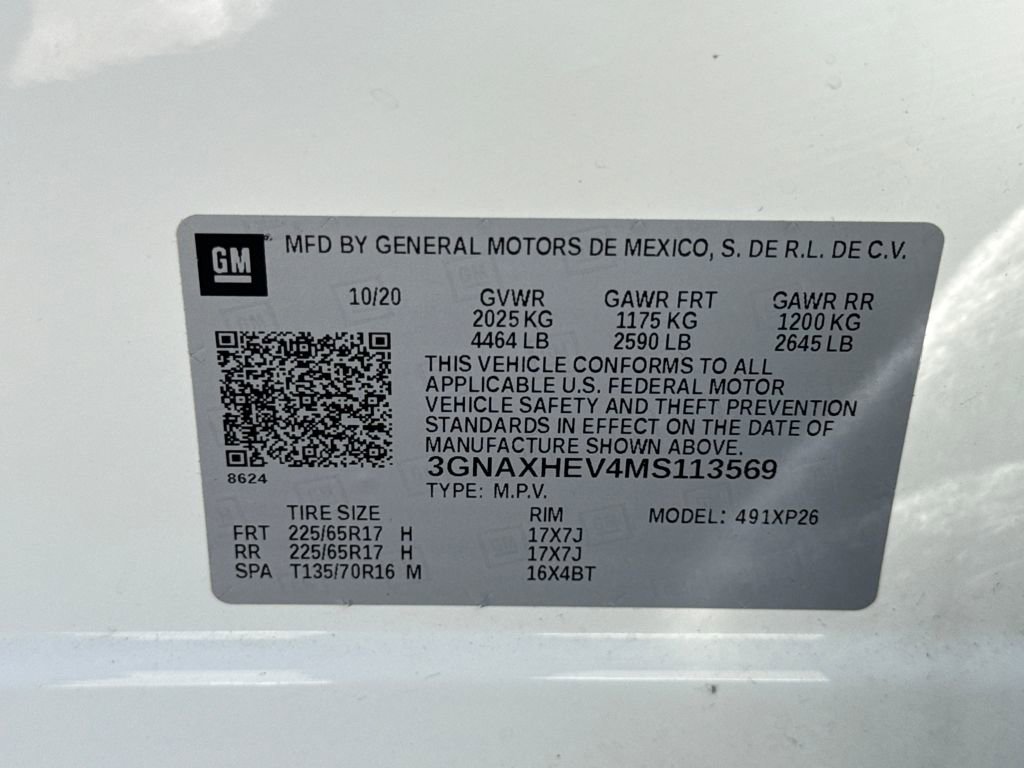 GM MFD BY GENERAL MOTORS DE MEXICO, S. DE R.L. DE C.V.
10/20 GVWR GAWR FRT GAWR RR
2025 KG 1175 KG 1200 KG
4464 LB 2590 LB 2645 LB
THIS VEHICLE CONFORMS TO ALL
APPLICABLE U.S. FEDERAL MOTOR
VEHICLE SAFETY AND THEFT PREVENTION
STANDARDS IN EFFECT ON THE DATE OF
MANUFACTURE SHOWN ABOVE.
3GNAXHEV4MS113569
8624
TYPE: M.P.V.
TIRE SIZE RIM MODEL: 491XP26
FRT 225/65R17 H 17X7J
RR 225/65R17 H 17X7J
SPA T135/70R16 M 16X4BT